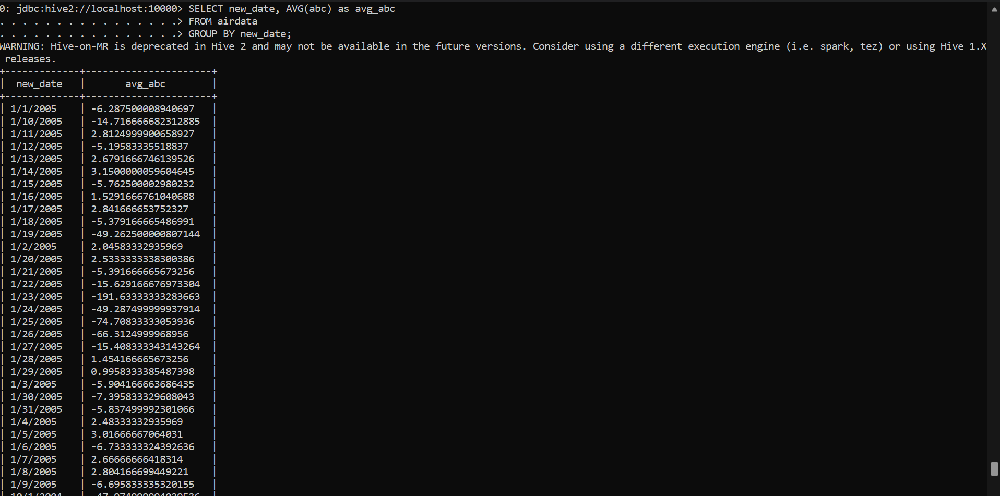 0: jdbc:hive2://localhost:10000> SELECT new_date, AVG(abc) as avg_abc
. . . . . . . . . . . . . . . .> FROM airdata
. . . . . . . . . . . . . . . .> GROUP BY new_date;
WARNING: Hive-on-MR is deprecated in Hive 2 and may not be available in the future versions. Consider using a different execution engine (i.e. spark, tez) or using Hive 1.X
 releases.
+-------------+----------------------+
|  new_date   |       avg_abc        |
+-------------+----------------------+
| 1/1/2005    | -6.287500008940697   |
| 1/10/2005   | -14.716666682312885  |
| 1/11/2005   | 2.8124999900658927   |
| 1/12/2005   | -5.19583335518837    |
| 1/13/2005   | 2.6791666746139526   |
| 1/14/2005   | 3.1500000059604645   |
| 1/15/2005   | -5.762500002980232   |
| 1/16/2005   | 1.5291666761040688   |
| 1/17/2005   | 2.841666653752327    |
| 1/18/2005   | -5.379166665486991   |
| 1/19/2005   | -49.262500000807144  |
| 1/2/2005    | 2.04583332935969     |
| 1/20/2005   | 2.5333333338300386   |
| 1/21/2005   | -5.391666665673256   |
| 1/22/2005   | -15.629166676973304  |
| 1/23/2005   | -191.63333333283663  |
| 1/24/2005   | -49.287499999937914  |
| 1/25/2005   | -74.70833333053936   |
| 1/26/2005   | -66.3124999968956    |
| 1/27/2005   | -15.408333343143264  |
| 1/28/2005   | 1.454166665673256    |
| 1/29/2005   | 0.9958333385487398   |
| 1/3/2005    | -5.904166663686435   |
| 1/30/2005   | -7.395833329608043   |
| 1/31/2005   | -5.837499992301066   |
| 1/4/2005    | 2.48333332935969     |
| 1/5/2005    | 3.01666667064031     |
| 1/6/2005    | -6.733333324392636   |
| 1/7/2005    | 2.66666666418314     |
| 1/8/2005    | 2.804166699449221    |
| 1/9/2005    | -6.695833335320155   |